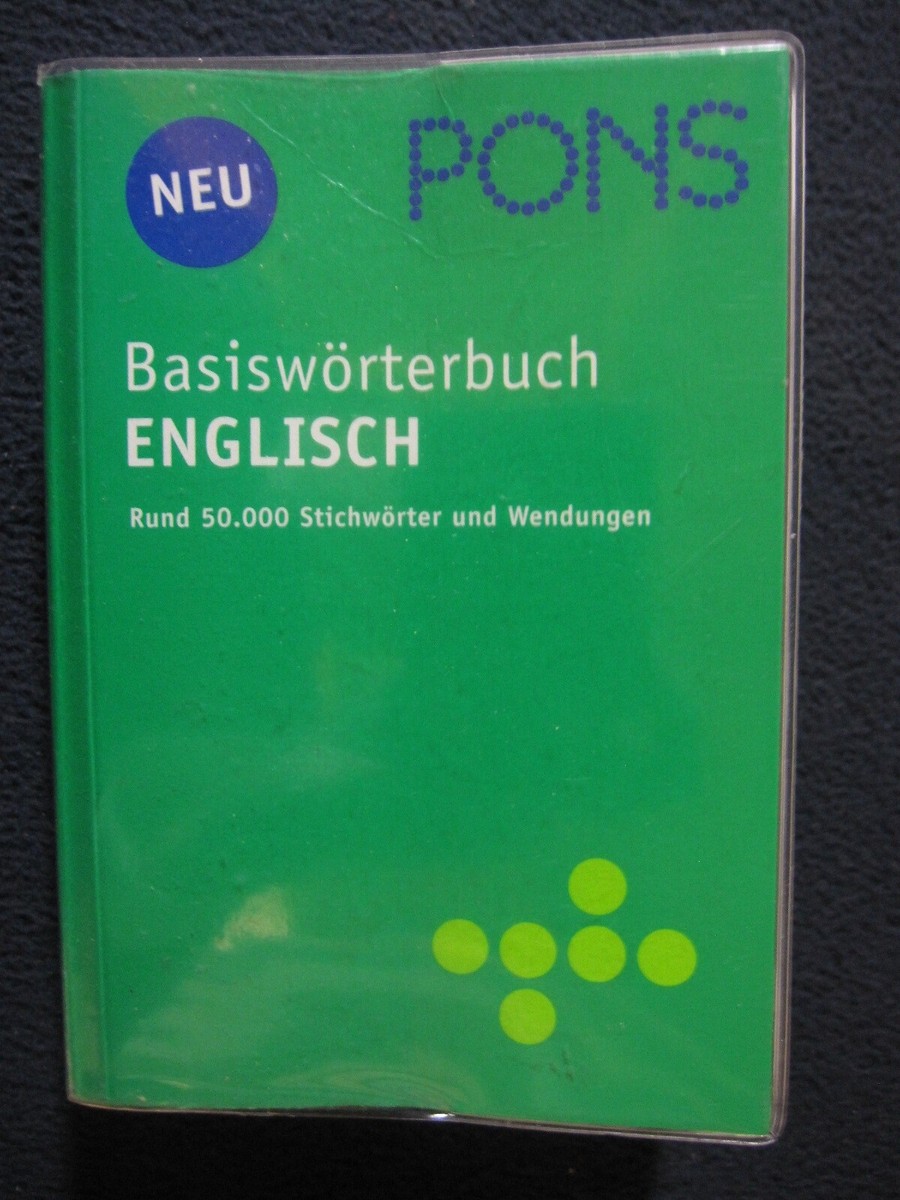 NEU
PONS
Basiswörterbuch
ENGLISCH
Rund 50.000 Stichwörter und Wendungen